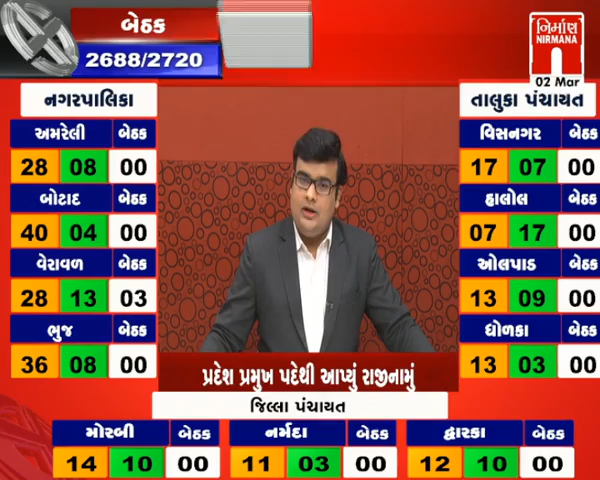 બેઠક
2688/2720
નિર્માણ
NIRMANA
02 Mar
નગરપાલિકા
અમરેલી બેઠક
28 08 00
બોટાદ બેઠક
40 04 00
વેરાવળ બેઠક
28 13 03
ભુજ બેઠક
36 08 00
તાલુકા પંચાયત
વિસનગર બેઠક
17 07 00
હાલોલ બેઠક
07 17 00
ઓલપાડ બેઠક
13 09 00
ધોળકા બેઠક
13 03 00
પ્રદેશ પ્રમુખ પદેથી આપ્યું રાજીનામું
જિલ્લા પંચાયત
મોરબી બેઠક નર્મદા બેઠક દ્વારકા બેઠક
14 10 00 11 03 00 12 10 00